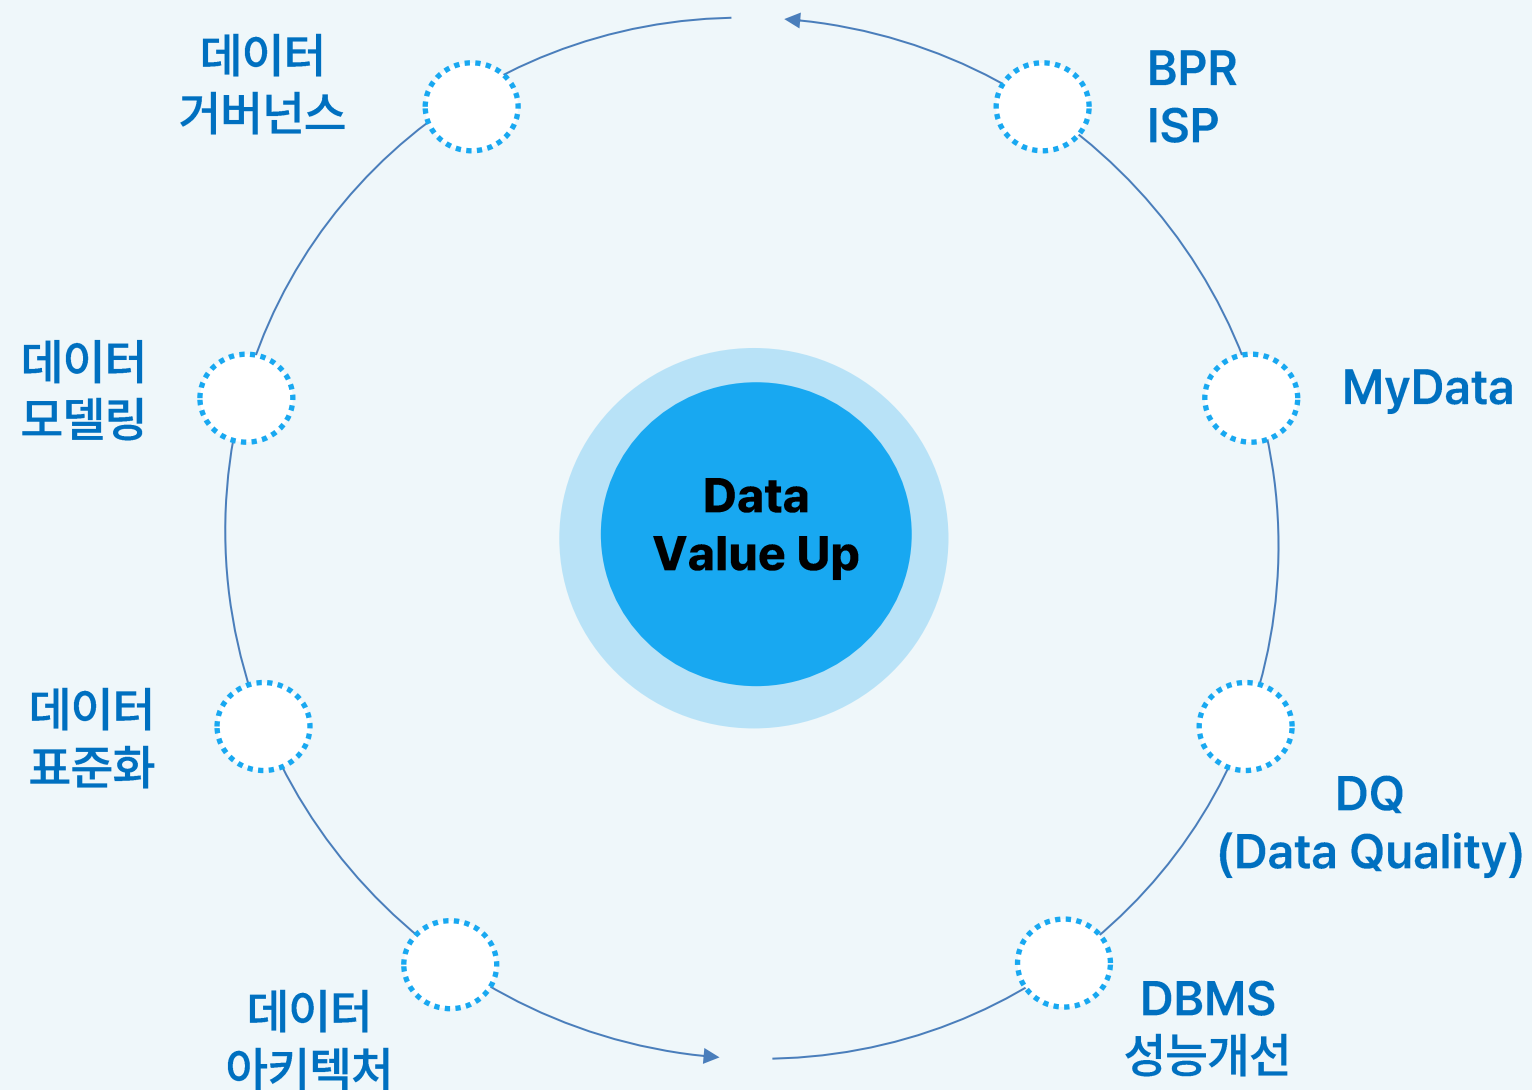 데이터
거버넌스
BPR
ISP
데이터
모델링
MyData
Data
Value Up
데이터
표준화
DQ
(Data Quality)
데이터
아키텍처
DBMS
성능개선